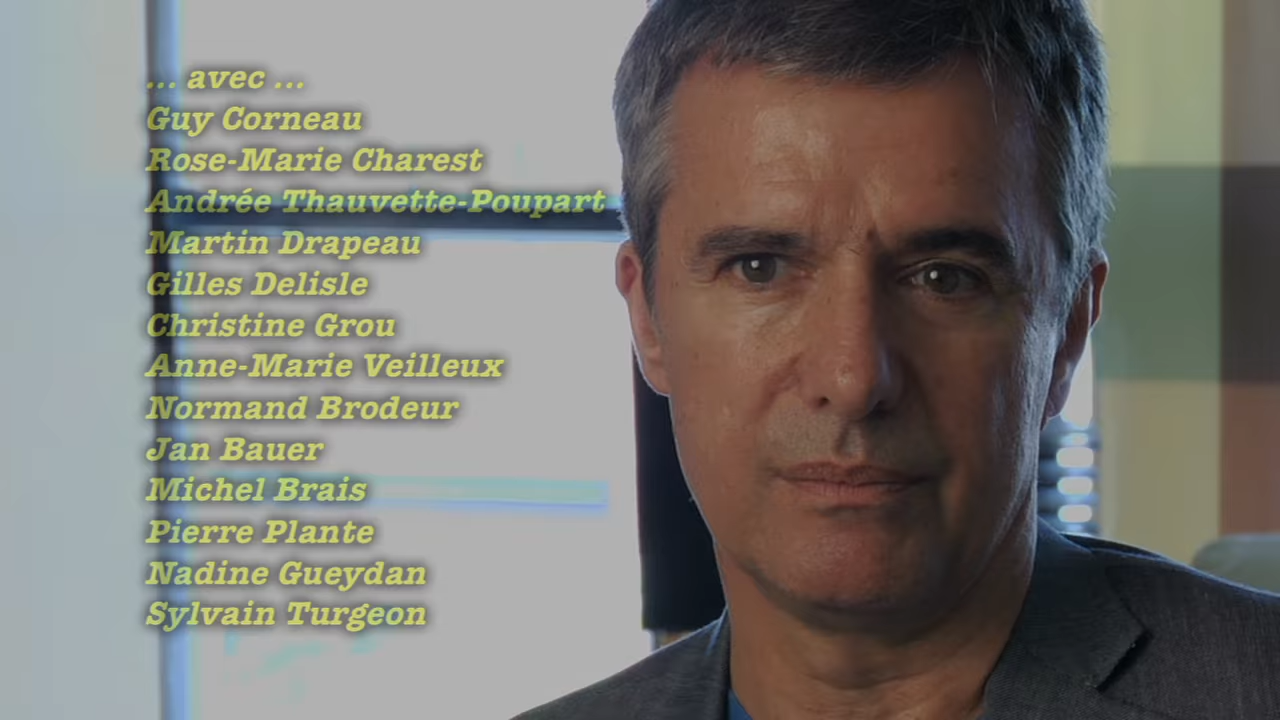 ... avec ...
Guy Corneau
Rose-Marie Charest
Andrée Thauvette-Poupart
Martin Drapeau
Gilles Delisle
Christine Grou
Anne-Marie Veilleux
Normand Brodeur
Jan Bauer
Michel Brais
Pierre Plante
Nadine Gueydan
Sylvain Turgeon